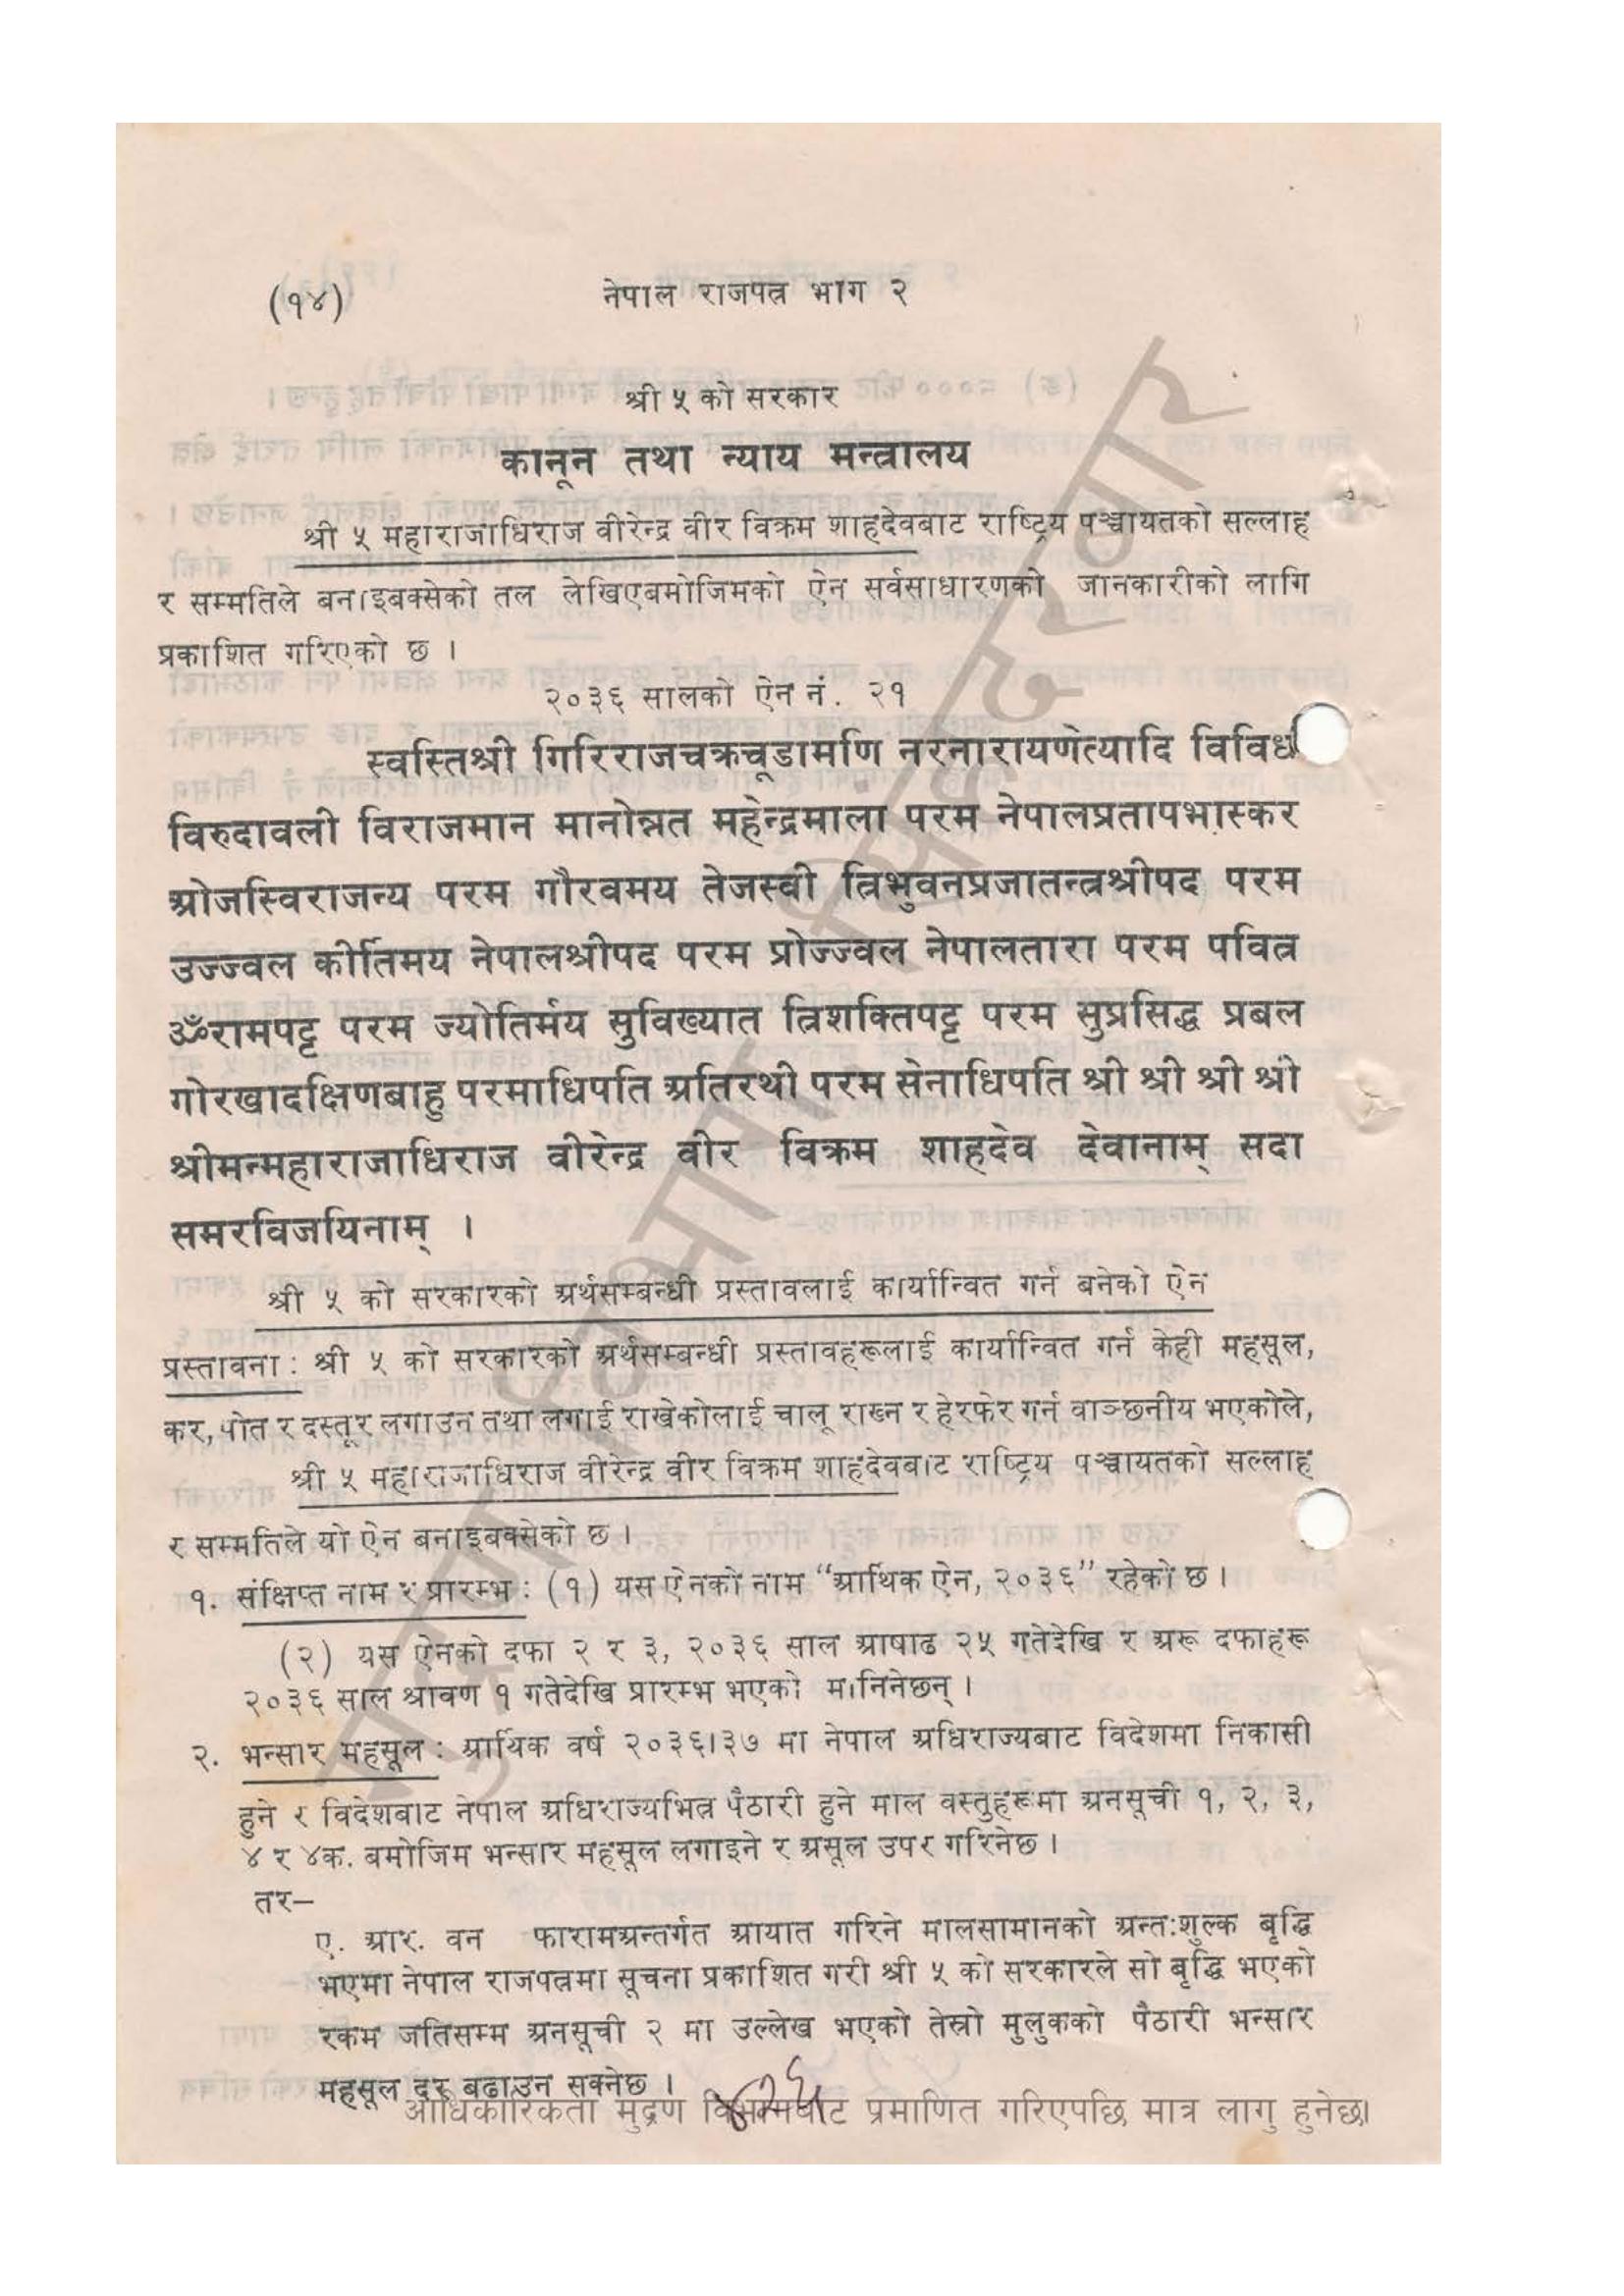 (१४)
नेपाल राजपत्र भाग २
श्री ५ को सरकार
कानून तथा न्याय मन्त्रालय
श्री ५ महाराजाधिराज वीरेन्द्र वीर विक्रम शाहदेवबाट राष्ट्रिय पञ्चायतको सल्लाह
र सम्मतिले बनाइबक्सेको तल लेखिएबमोजिमको ऐन सर्वसाधारणको जानकारीको लागि
प्रकाशित गरिएको छ ।
२०३६ सालको ऐन नं. २१
स्वस्तिश्री गिरिराजचक्रचूडामणि नरनारायणेत्यादि विविध
विरुदावली विराजमान मानोन्नत महेन्द्रमाला परम नेपालप्रतापभास्कर
ओजस्विराजन्य परम गौरवमय तेजस्वी त्रिभुवनप्रजातन्त्रश्रीपद परम
उज्ज्वल कीर्तिमय नेपालश्रीपद परम प्रोज्ज्वल नेपालतारा परम पवित्र
ॐरामपट्ट परम ज्योतिर्मय सुविख्यात त्रिशक्तिपट्ट परम सुप्रसिद्ध प्रबल
गोरखादक्षिणबाहु परमाधिपति अतिरथी परम सेनाधिपति श्री श्री श्री श्री
श्रीमन्महाराजाधिराज वीरेन्द्र वीर विक्रम शाहदेव देवानाम् सदा
समरविजयिनाम् ।
श्री ५ को सरकारको अर्थसम्बन्धी प्रस्तावलाई कार्यान्वित गर्न बनेको ऐन
प्रस्तावना : श्री ५ को सरकारको अर्थसम्बन्धी प्रस्तावहरूलाई कार्यान्वित गर्न केही महसूल,
कर, पोत र दस्तूर लगाउन तथा लगाई राखेकोलाई चालू राख्न र हेरफेर गर्न वाञ्छनीय भएकोले,
श्री ५ महाराजाधिराज वीरेन्द्र वीर विक्रम शाहदेवबाट राष्ट्रिय पञ्चायतको सल्लाह
र सम्मतिले यो ऐन बनाइबक्सेको छ ।
१. संक्षिप्त नाम र प्रारम्भ : (१) यस ऐनको नाम “आर्थिक ऐन, २०३६” रहेको छ ।
(२) यस ऐनको दफा २ र ३, २०३६ साल आषाढ २५ गतेदेखि र अरू दफाहरू
२०३६ साल श्रावण १ गतेदेखि प्रारम्भ भएको मानिनेछन् ।
२. भन्सार महसूल : आर्थिक वर्ष २०३६।३७ मा नेपाल अधिराज्यबाट विदेशमा निकासी
हुने र विदेशबाट नेपाल अधिराज्यभित्र पैठारी हुने माल वस्तुहरूमा अनसूची १, २, ३,
४ र ४क. बमोजिम भन्सार महसूल लगाइने र असूल उपर गरिनेछ ।
तर–
ए. आर. वन फारामअन्तर्गत आयात गरिने मालसामानको अन्त:शुल्क बृद्धि
भएमा नेपाल राजपत्रमा सूचना प्रकाशित गरी श्री ५ को सरकारले सो बृद्धि भएको
रकम जतिसम्म अनसूची २ मा उल्लेख भएको तेस्रो मुलुकको पैठारी भन्सार
महसूल दर बढाउन सक्नेछ ।
४२६
आधिकारिकता मुद्रण विभागबाट प्रमाणित गरिएपछि मात्र लागु हुनेछ।
मुद्रण विभाग सिंहदरवार